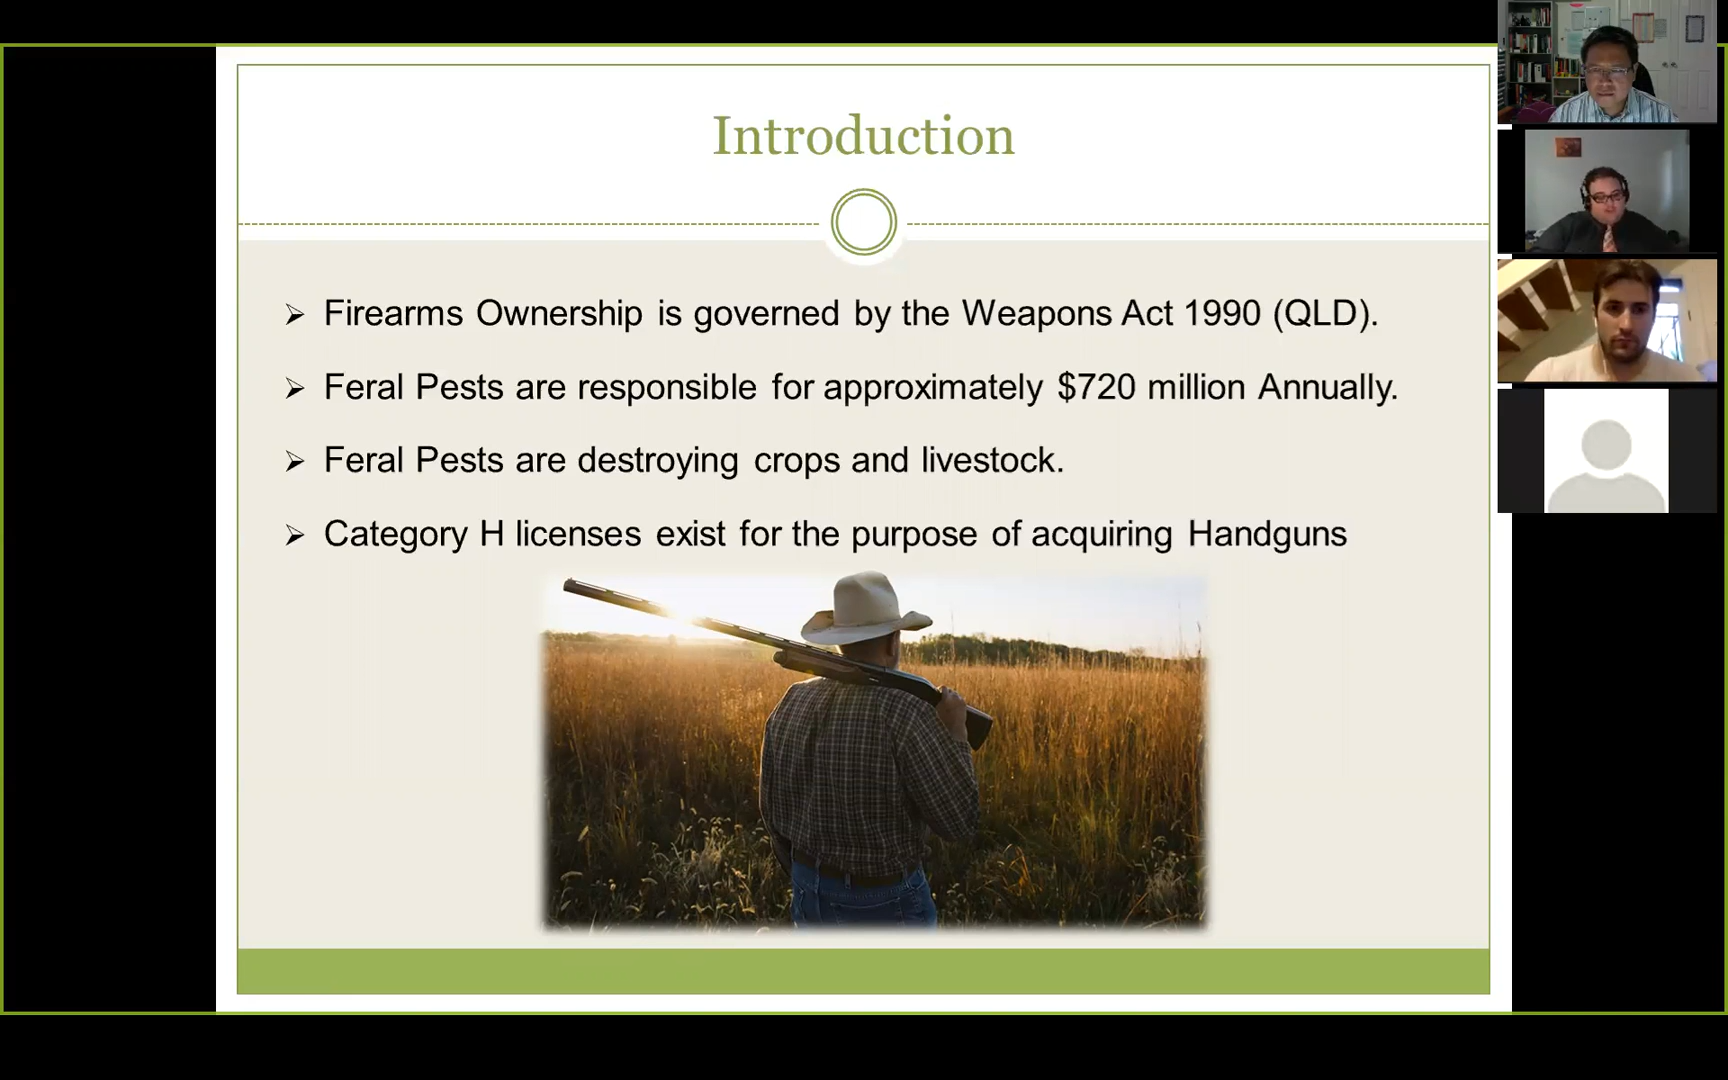 Introduction
Firearms Ownership is governed by the Weapons Act 1990 (QLD).
Feral Pests are responsible for approximately $720 million Annually.
Feral Pests are destroying crops and livestock.
Category H licenses exist for the purpose of acquiring Handguns